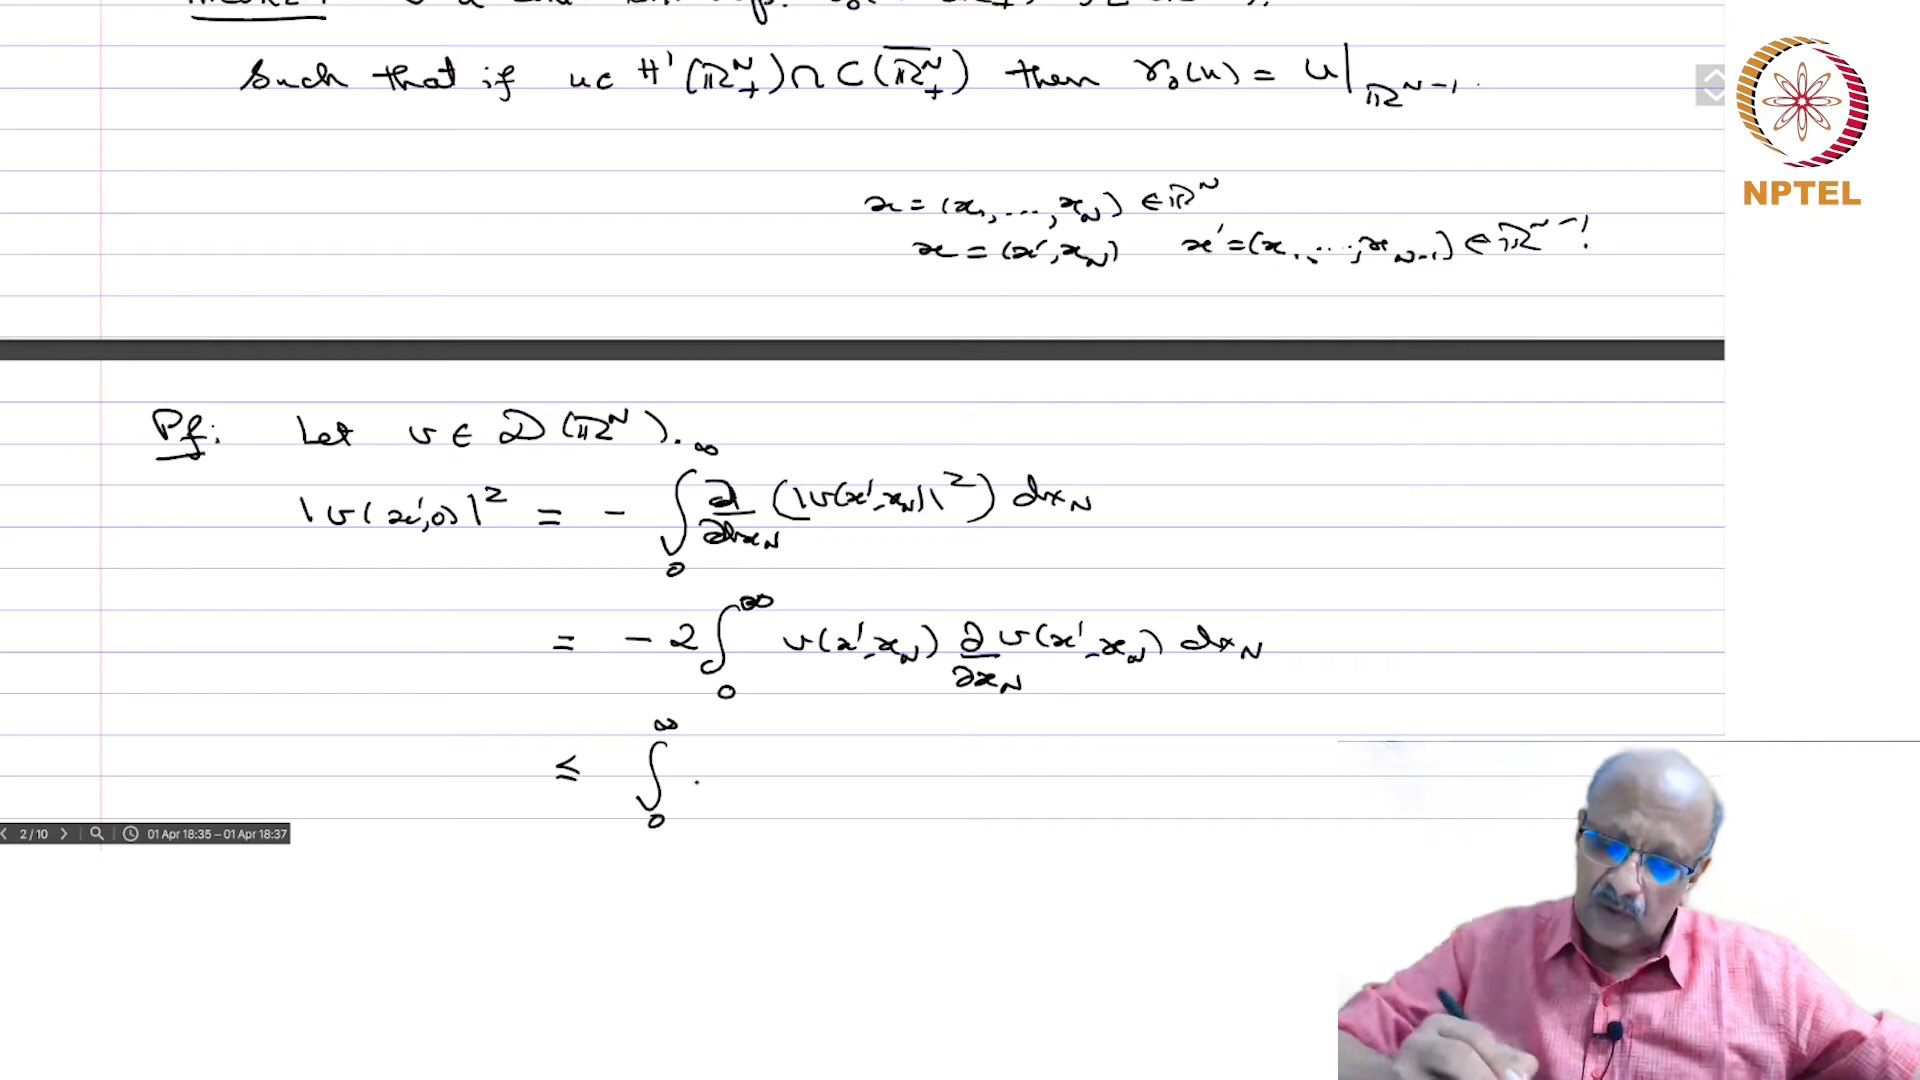 Such that if u ∈ H¹(ℝᴺ₊) ∩ C(ℝ̅ᴺ₊) then γ₀(u) = u|ℝᴺ⁻¹.
NPTEL
x = (x₁, ..., x_N) ∈ ℝᴺ
x = (x', x_N) x' = (x₁, ..., x_N-1) ∈ ℝᴺ⁻¹
Pf: Let v ∈ 𝒟(ℝᴺ).
|v(x',0)|² = - ∫₀^∞ ∂/∂x_N (|v(x', x_N)|²) dx_N
= - 2 ∫₀^∞ v(x', x_N) ∂/∂x_N v(x', x_N) dx_N
≤ ∫₀^∞
2 / 10 01 Apr 18:35 – 01 Apr 18:37